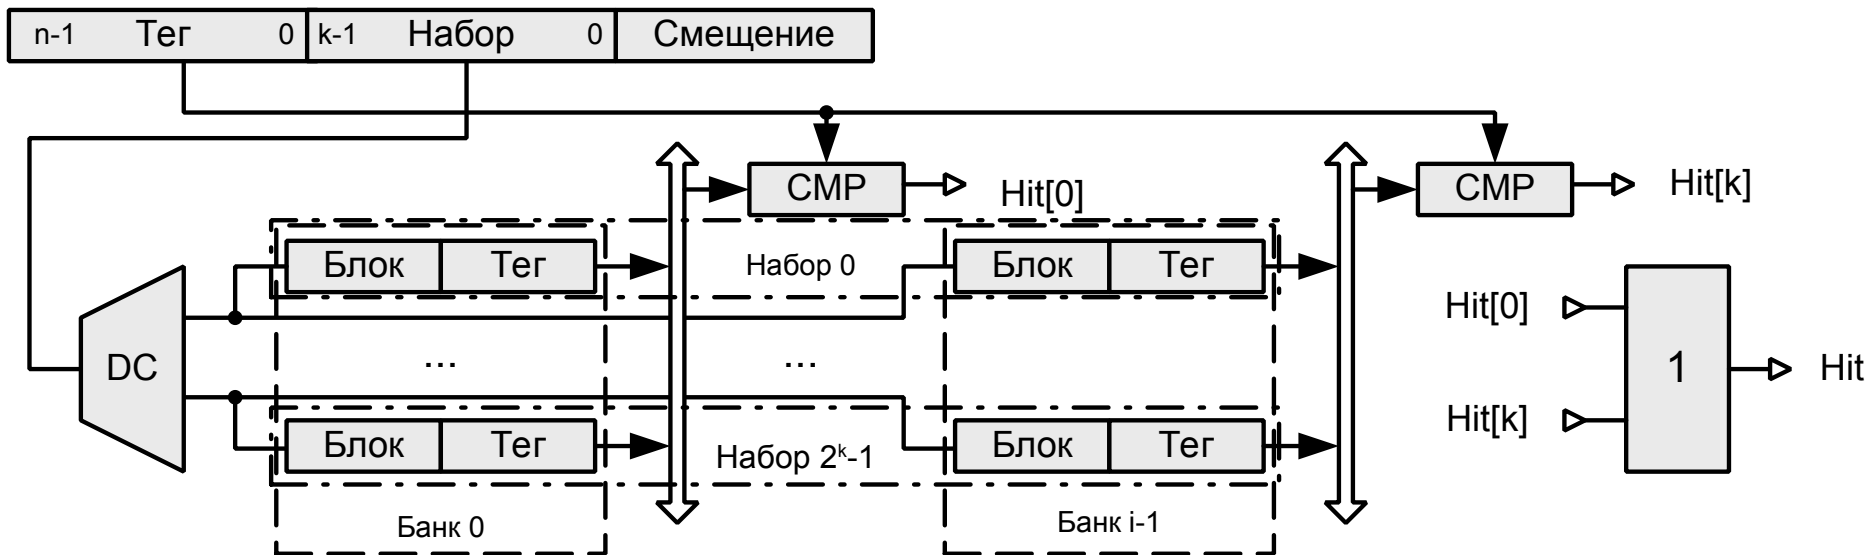 n-1 Тег 0 k-1 Набор 0 Смещение
CMP Hit[0] CMP Hit[k]
Блок Тег Набор 0 Блок Тег
Hit[0]
DC ... ... 1 Hit
Hit[k]
Блок Тег Набор 2ᵏ-1 Блок Тег
Банк 0 Банк i-1